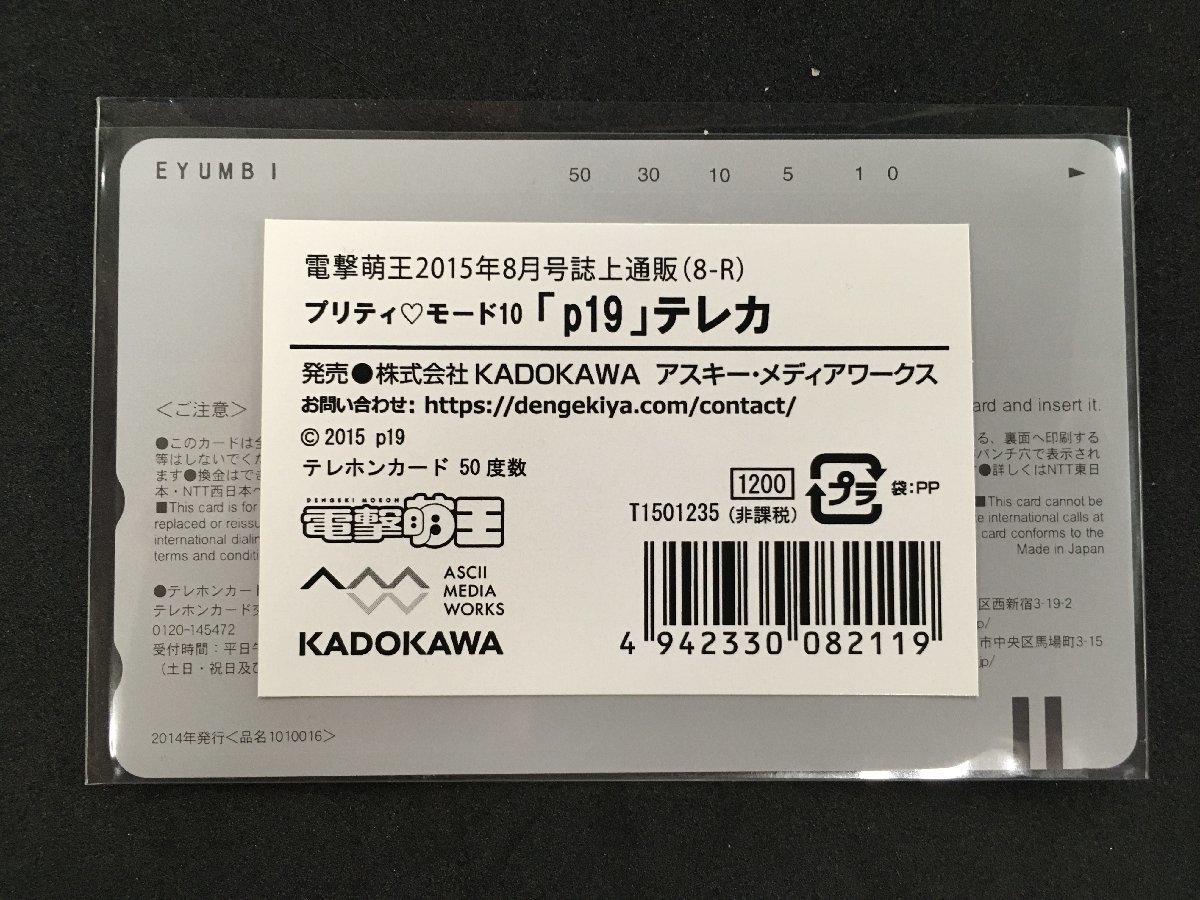 EYUMBI
50 30 10 5 1 0
電撃萌王2015年8月号誌上通販(8-R)
プリティ♡モード10「p19」テレカ
発売●株式会社KADOKAWA アスキー・メディアワークス
お問い合わせ: https://dengekiya.com/contact/
© 2015 p19
テレホンカード 50度数
DENGEKI MOEOH
電撃萌王
1200
T1501235 (非課税)
プラ
袋:PP
ASCII
MEDIA
WORKS
KADOKAWA
4 942330 082119
<ご注意>
●このカードは
等はしないでくだ
ます●換金はでき
本・NTT西日本
■This card is for
replaced or reissu
international dialin
terms and conditi
●テレホンカード
テレホンカード
0120-145472
受付時間:平日午
(土日・祝日及び
2014年発行<品名1010016>
ard and insert it.
る、裏面へ印刷する
パンチ穴で表示され
●詳しくはNTT東日
■This card cannot be
e international calls at
card conforms to the
Made in Japan
区西新宿3-19-2
p/
市中央区馬場町3-15
.jp/